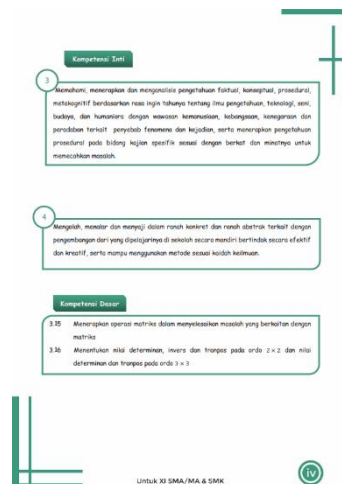 Kompetensi Inti
3
Memahami, menerapkan dan menganalisis pengetahuan faktual, konseptual, prosedural,
metakognitif berdasarkan rasa ingin tahunya tentang ilmu pengetahuan, teknologi, seni,
budaya, dan humaniora dengan wawasan kemanusiaan, kebangsaan, kenegaraan dan
peradaban terkait penyebab fenomena dan kejadian, serta menerapkan pengetahuan
prosedural pada bidang kajian spesifik sesuai dengan berkat dan minatnya untuk
memecahkan masalah.
4
Mengolah, menalar dan menyaji dalam ranah konkret dan ranah abstrak terkait dengan
pengembangan dari yang dipelajarinya di sekolah secara mandiri bertindak secara efektif
dan kreatif, serta mampu menggunakan metode sesuai kaidah keilmuan.
Kompetensi Dasar
3.15 Menerapkan operasi matriks dalam menyelesaikan masalah yang berkaitan dengan
matriks
3.16 Menentukan nilai determinan, invers dan tranpos pada ordo 2 × 2 dan nilai
determinan dan tranpos pada ordo 3 × 3
Untuk XI SMA/MA & SMK
iv